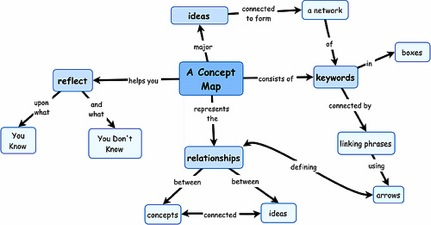 ideas
connected
to form
a network
major
of
in
boxes
reflect
helps you
A Concept
Map
consists of
keywords
upon
what
and
what
represents
the
connected by
You
Know
You Don't
Know
relationships
linking phrases
defining
using
between
between
arrows
concepts
connected
ideas